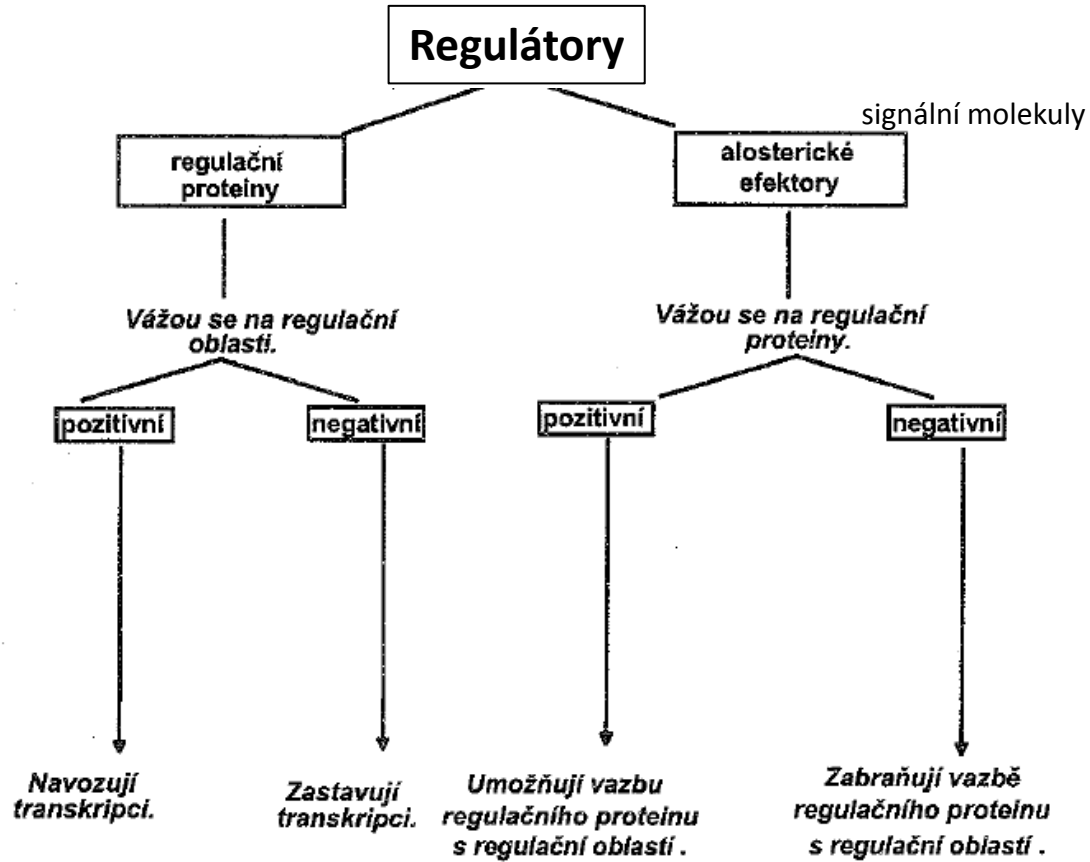 Regulátory
signální molekuly
regulační
proteiny
alosterické
efektory
Vážou se na regulační
oblasti.
Vážou se na regulační
proteiny.
pozitivní
negativní
pozitivní
negativní
Navozují
transkripci.
Zastavují
transkripci.
Umožňují vazbu
regulačního proteinu
s regulační oblastí .
Zabraňují vazbě
regulačního proteinu
s regulační oblastí .